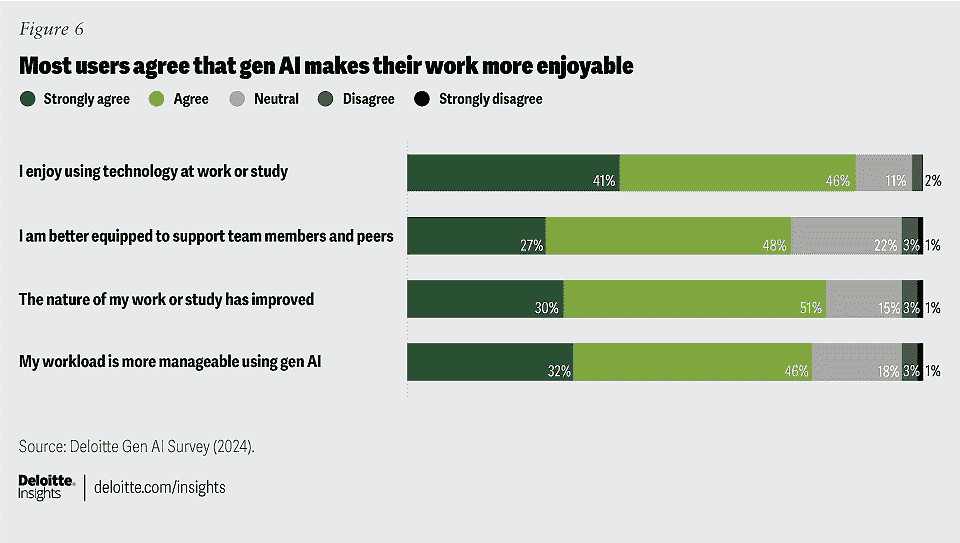 Figure 6
Most users agree that gen AI makes their work more enjoyable
Strongly agree Agree Neutral Disagree Strongly disagree
I enjoy using technology at work or study 41% 46% 11% 2%
I am better equipped to support team members and peers 27% 48% 22% 3% 1%
The nature of my work or study has improved 30% 51% 15% 3% 1%
My workload is more manageable using gen AI 32% 46% 18% 3% 1%
Source: Deloitte Gen AI Survey (2024).
Deloitte.
Insights
deloitte.com/insights